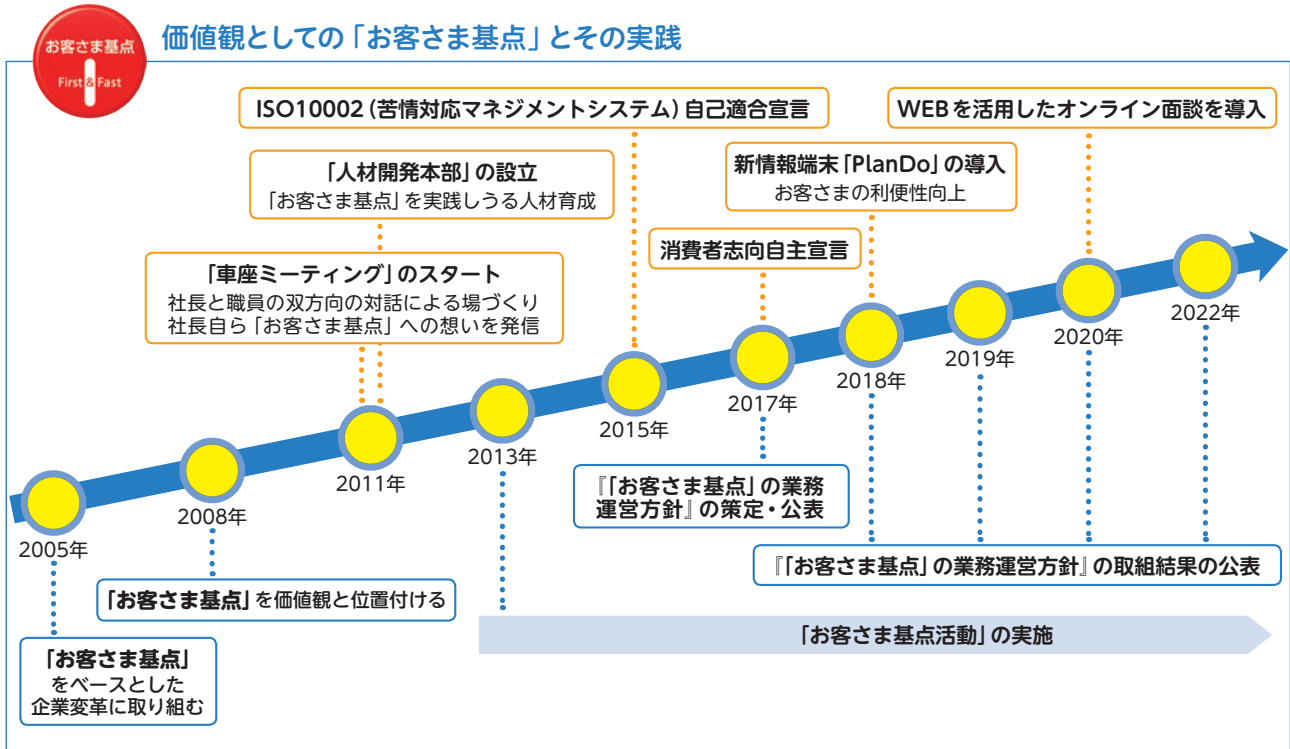 お客さま基点
First & Fast
価値観としての「お客さま基点」とその実践
ISO10002（苦情対応マネジメントシステム）自己適合宣言
WEBを活用したオンライン面談を導入
「人材開発本部」の設立
「お客さま基点」を実践しうる人材育成
新情報端末「PlanDo」の導入
お客さまの利便性向上
「車座ミーティング」のスタート
社長と職員の双方向の対話による場づくり
社長自ら「お客さま基点」への想いを発信
消費者志向自主宣言
2005年
2008年
2011年
2013年
2015年
2017年
2018年
2019年
2020年
2022年
『「お客さま基点」の業務
運営方針』の策定・公表
『「お客さま基点」の業務運営方針』の取組結果の公表
「お客さま基点」を価値観と位置付ける
「お客さま基点活動」の実施
「お客さま基点」
をベースとした
企業変革に取り組む